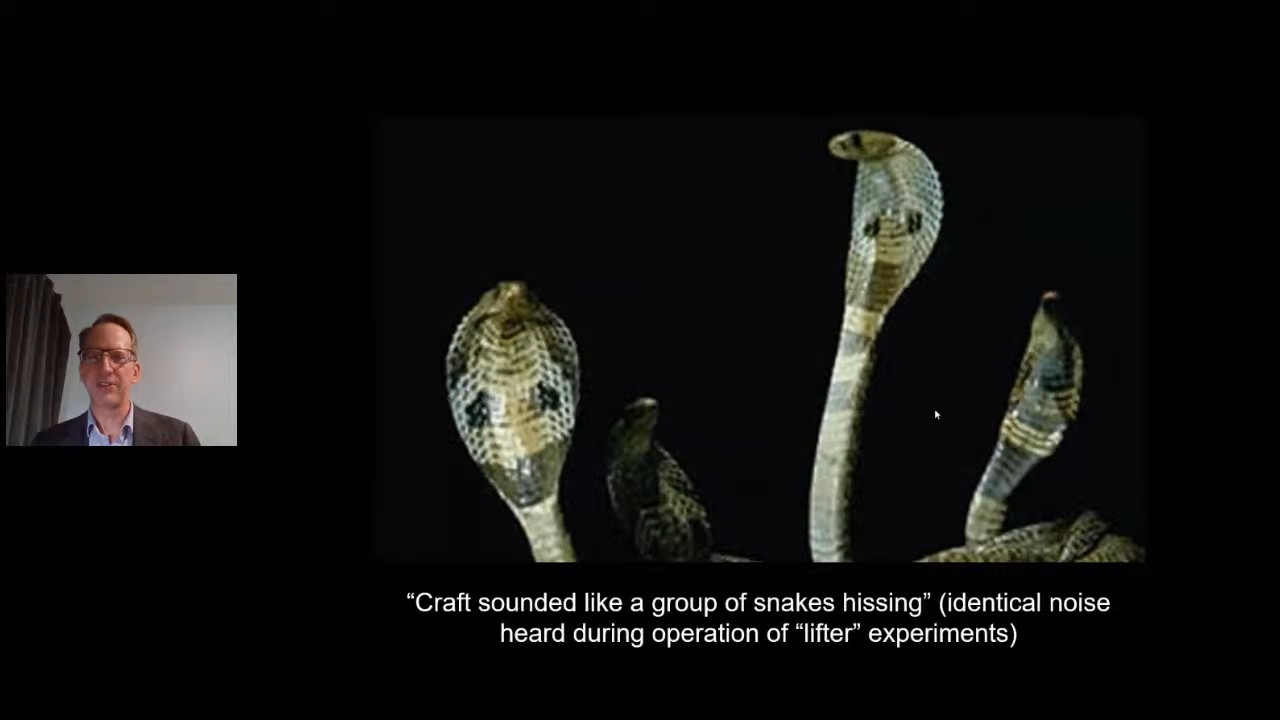 “Craft sounded like a group of snakes hissing” (identical noise
heard during operation of “lifter” experiments)